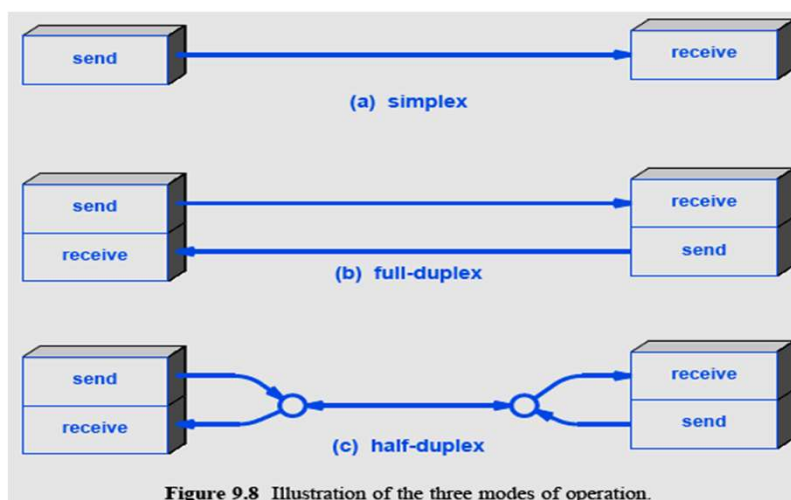 send receive
(a) simplex
send receive
receive send
(b) full-duplex
send receive
receive send
(c) half-duplex
Figure 9.8 Illustration of the three modes of operation.